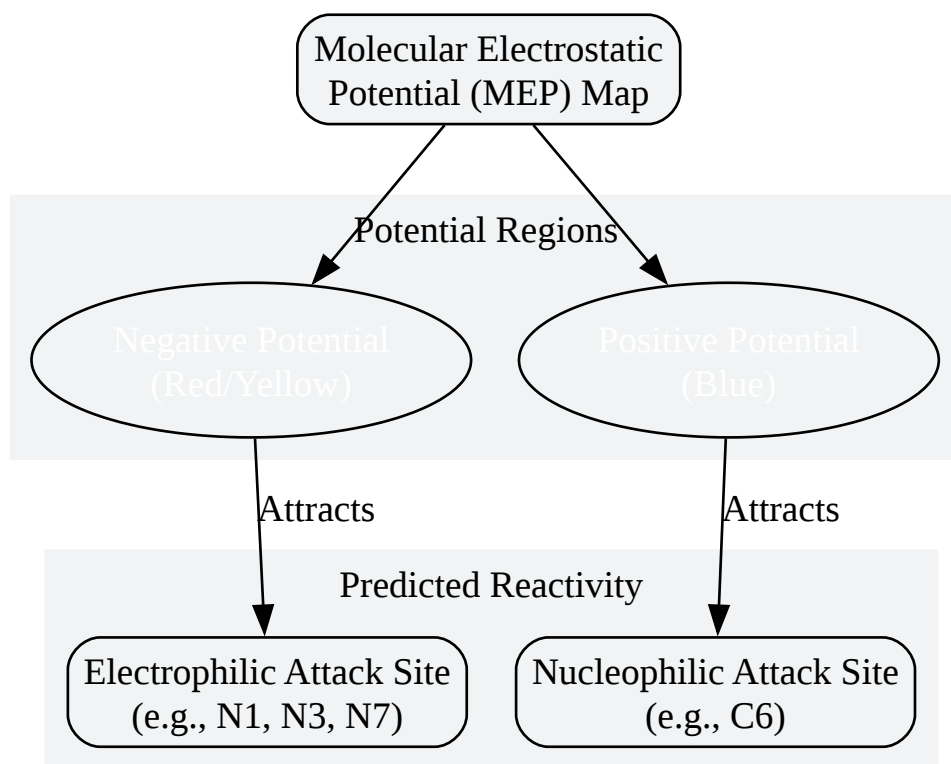 Molecular Electrostatic
Potential (MEP) Map
Potential Regions
Negative Potential
(Red/Yellow)
Positive Potential
(Blue)
Attracts
Attracts
Predicted Reactivity
Electrophilic Attack Site
(e.g., N1, N3, N7)
Nucleophilic Attack Site
(e.g., C6)